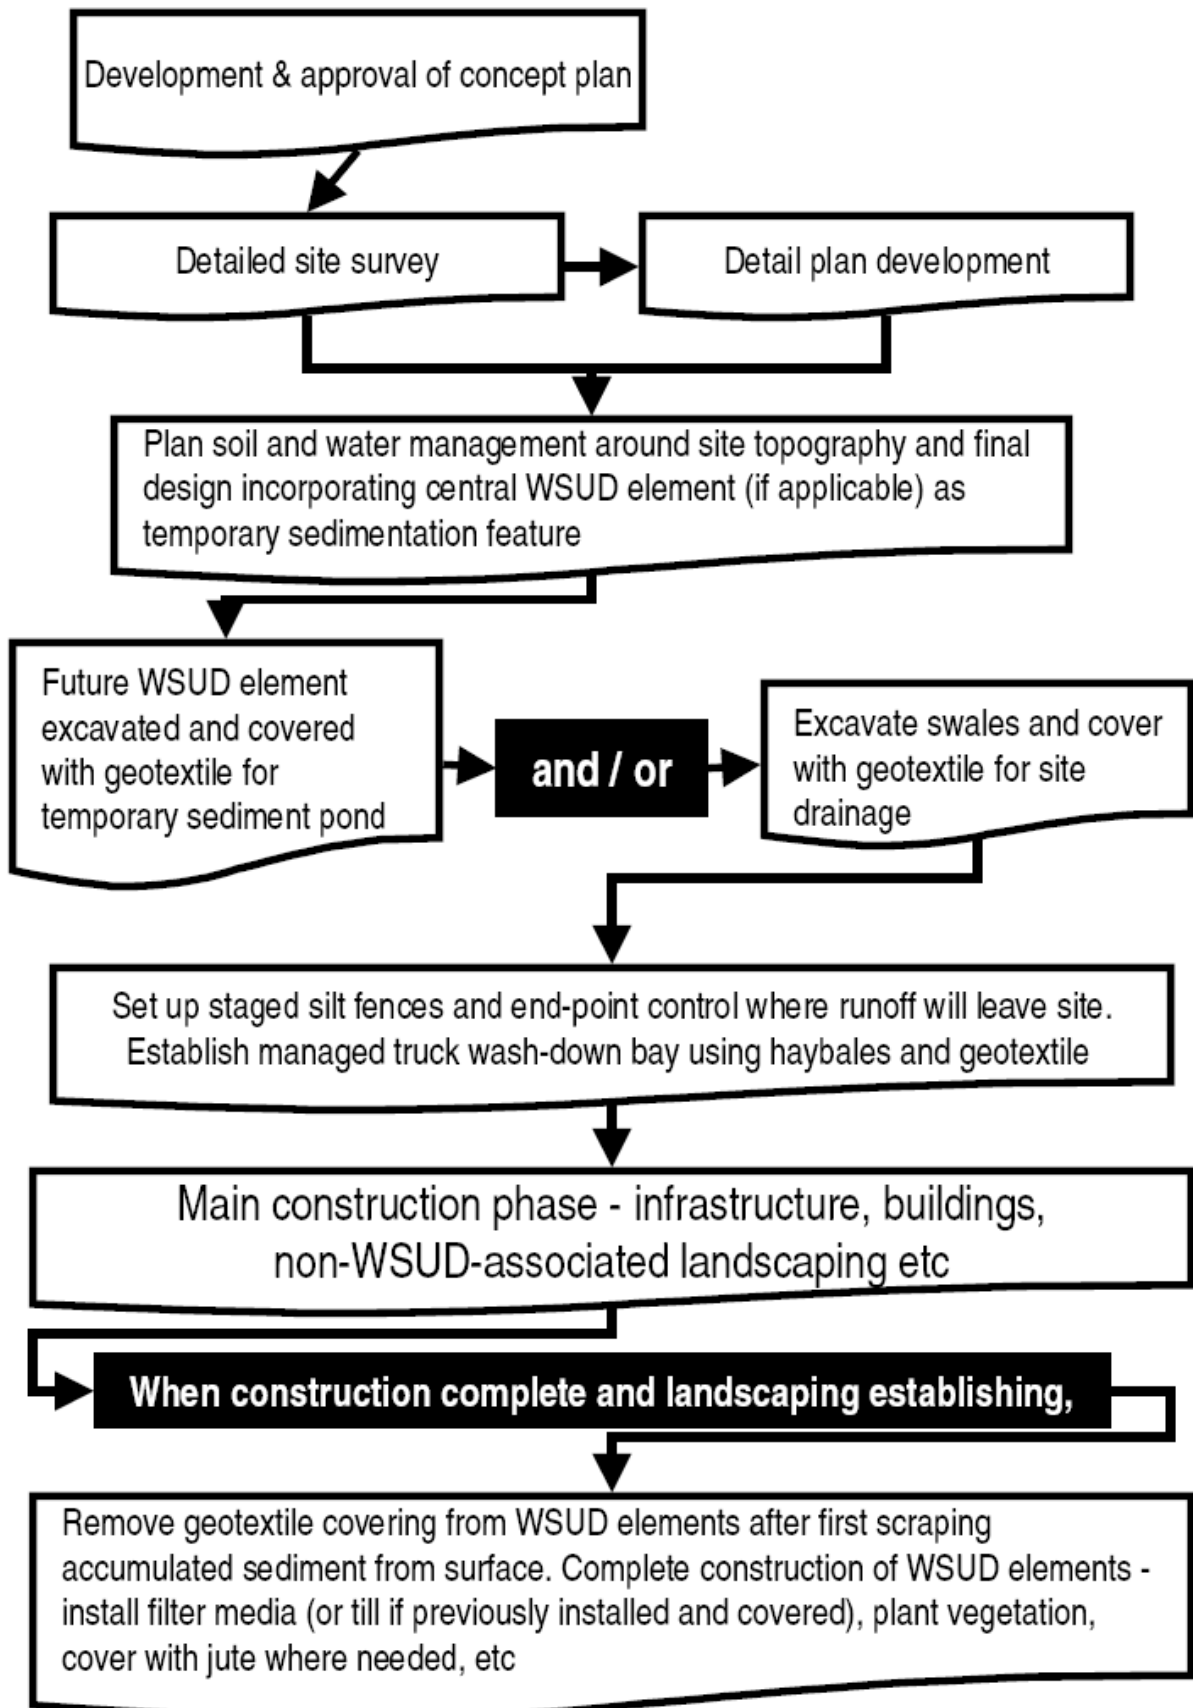 Development & approval of concept plan
Detailed site survey
Detail plan development
Plan soil and water management around site topography and final
design incorporating central WSUD element (if applicable) as
temporary sedimentation feature
Future WSUD element
excavated and covered
with geotextile for
temporary sediment pond
and / or
Excavate swales and cover
with geotextile for site
drainage
Set up staged silt fences and end-point control where runoff will leave site.
Establish managed truck wash-down bay using haybales and geotextile
Main construction phase - infrastructure, buildings,
non-WSUD-associated landscaping etc
When construction complete and landscaping establishing,
Remove geotextile covering from WSUD elements after first scraping
accumulated sediment from surface. Complete construction of WSUD elements -
install filter media (or till if previously installed and covered), plant vegetation,
cover with jute where needed, etc